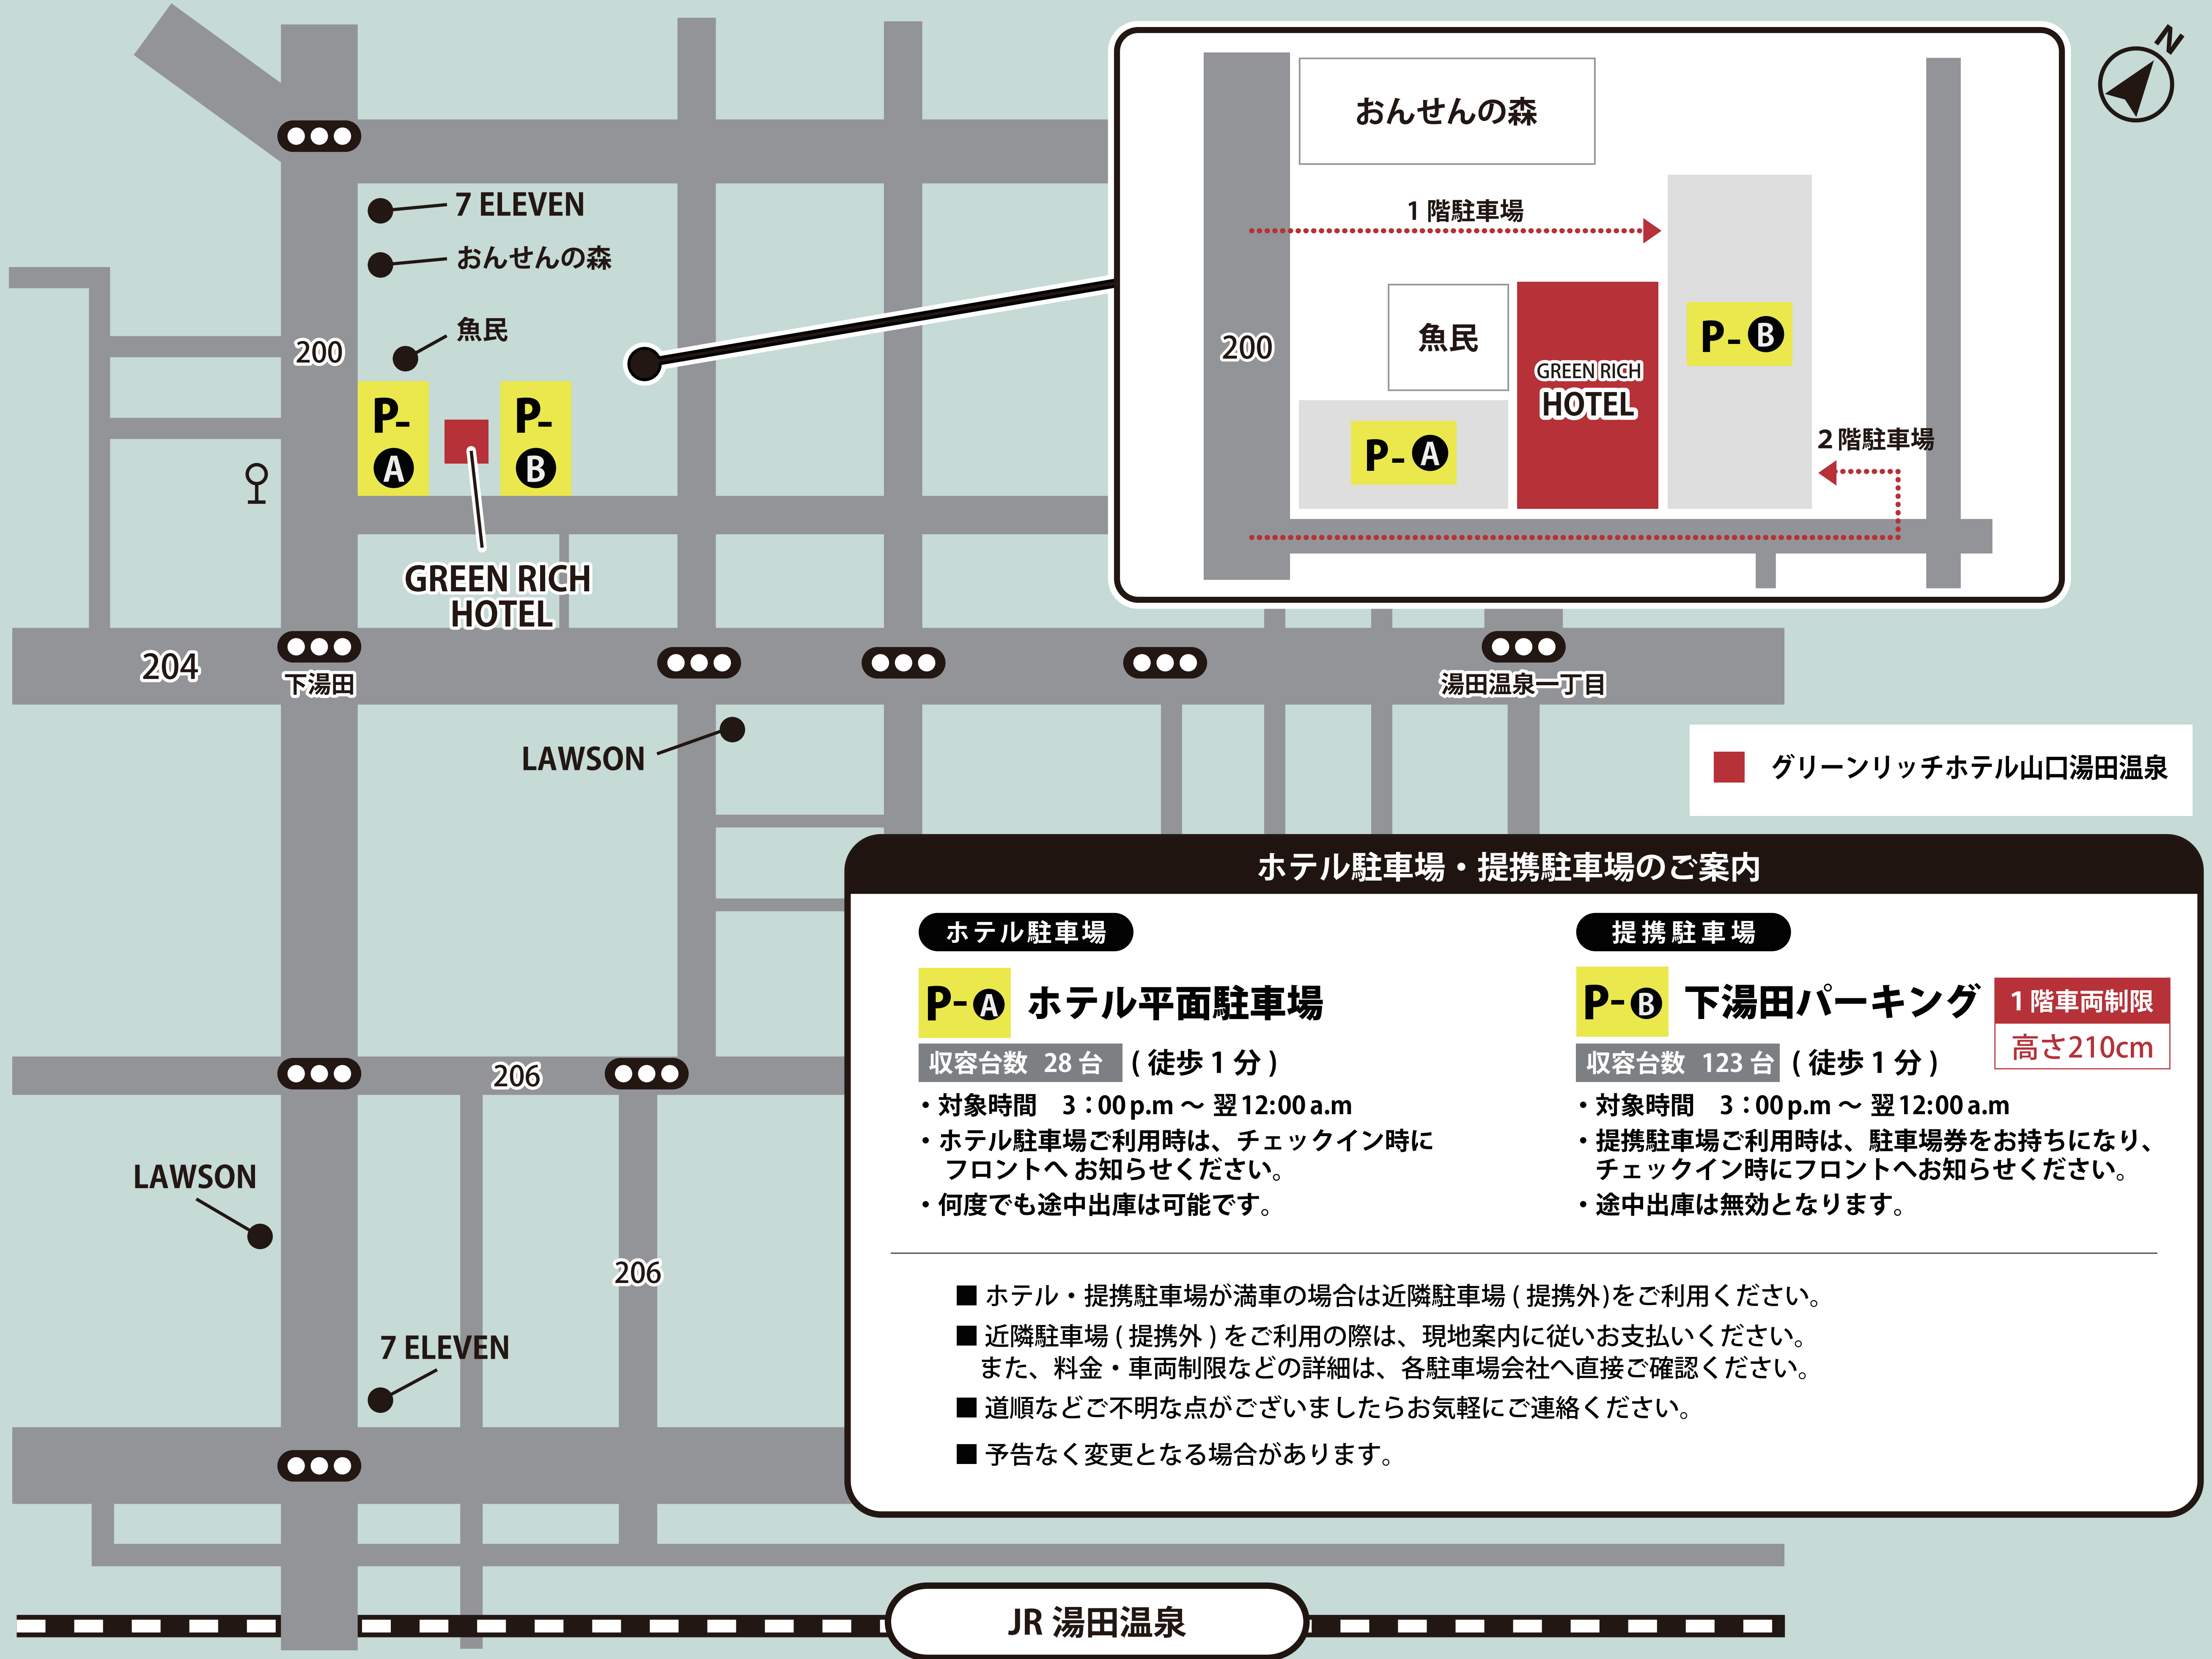 N
7 ELEVEN
おんせんの森
魚民
200
P-
A
P-
B
GREEN RICH
HOTEL
おんせんの森
1階駐車場
魚民
200
GREEN RICH
HOTEL
P-B
P-A
2階駐車場
204
下湯田
湯田温泉一丁目
LAWSON
グリーンリッチホテル山口湯田温泉
206
LAWSON
206
7 ELEVEN
ホテル駐車場・提携駐車場のご案内
ホテル駐車場
P-A ホテル平面駐車場
収容台数 28台 (徒歩1分)
・対象時間 3:00p.m ～ 翌12:00a.m
・ホテル駐車場ご利用時は、チェックイン時に
フロントへ お知らせください。
・何度でも途中出庫は可能です。
提携駐車場
P-B 下湯田パーキング
1階車両制限
高さ210cm
収容台数 123台 (徒歩1分)
・対象時間 3:00p.m ～ 翌12:00a.m
・提携駐車場ご利用時は、駐車場券をお持ちになり、
チェックイン時にフロントへお知らせください。
・途中出庫は無効となります。
■ ホテル・提携駐車場が満車の場合は近隣駐車場(提携外)をご利用ください。
■ 近隣駐車場(提携外)をご利用の際は、現地案内に従いお支払いください。
また、料金・車両制限などの詳細は、各駐車場会社へ直接ご確認ください。
■ 道順などご不明な点がございましたらお気軽にご連絡ください。
■ 予告なく変更となる場合があります。
JR 湯田温泉